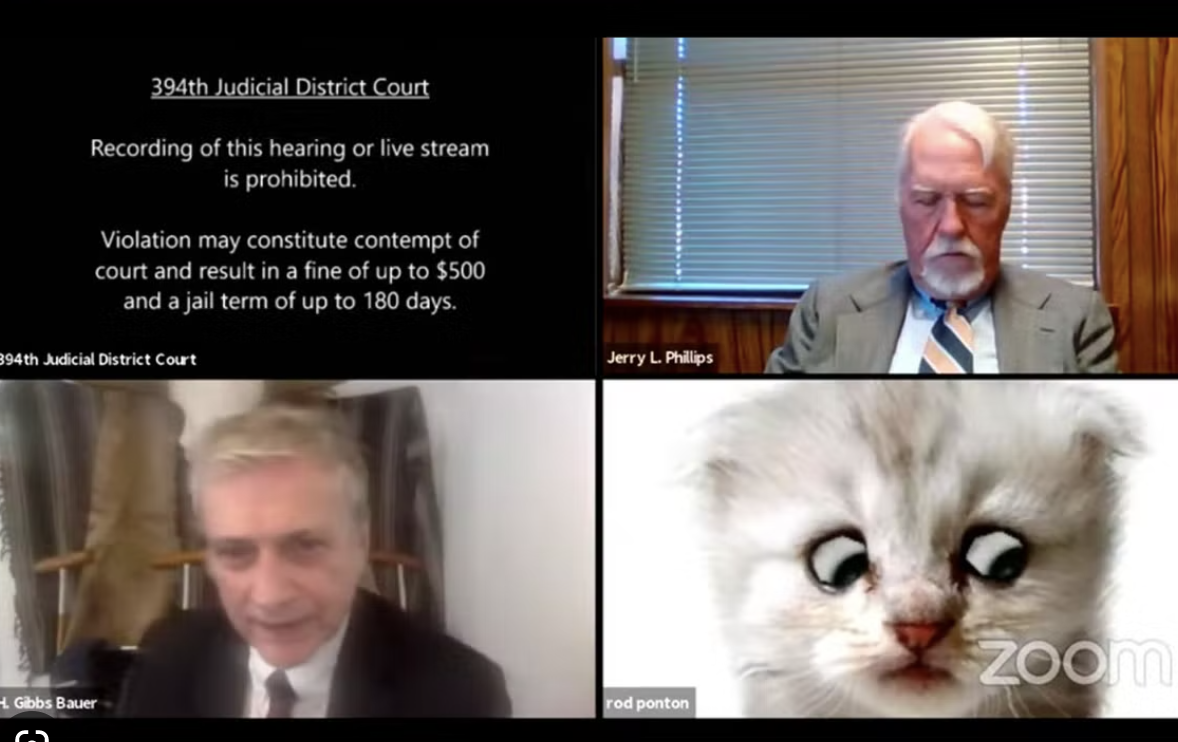 394th Judicial District Court
Recording of this hearing or live stream
is prohibited.
Violation may constitute contempt of
court and result in a fine of up to $500
and a jail term of up to 180 days.
394th Judicial District Court
Jerry L. Phillips
H. Gibbs Bauer
rod ponton
zoom